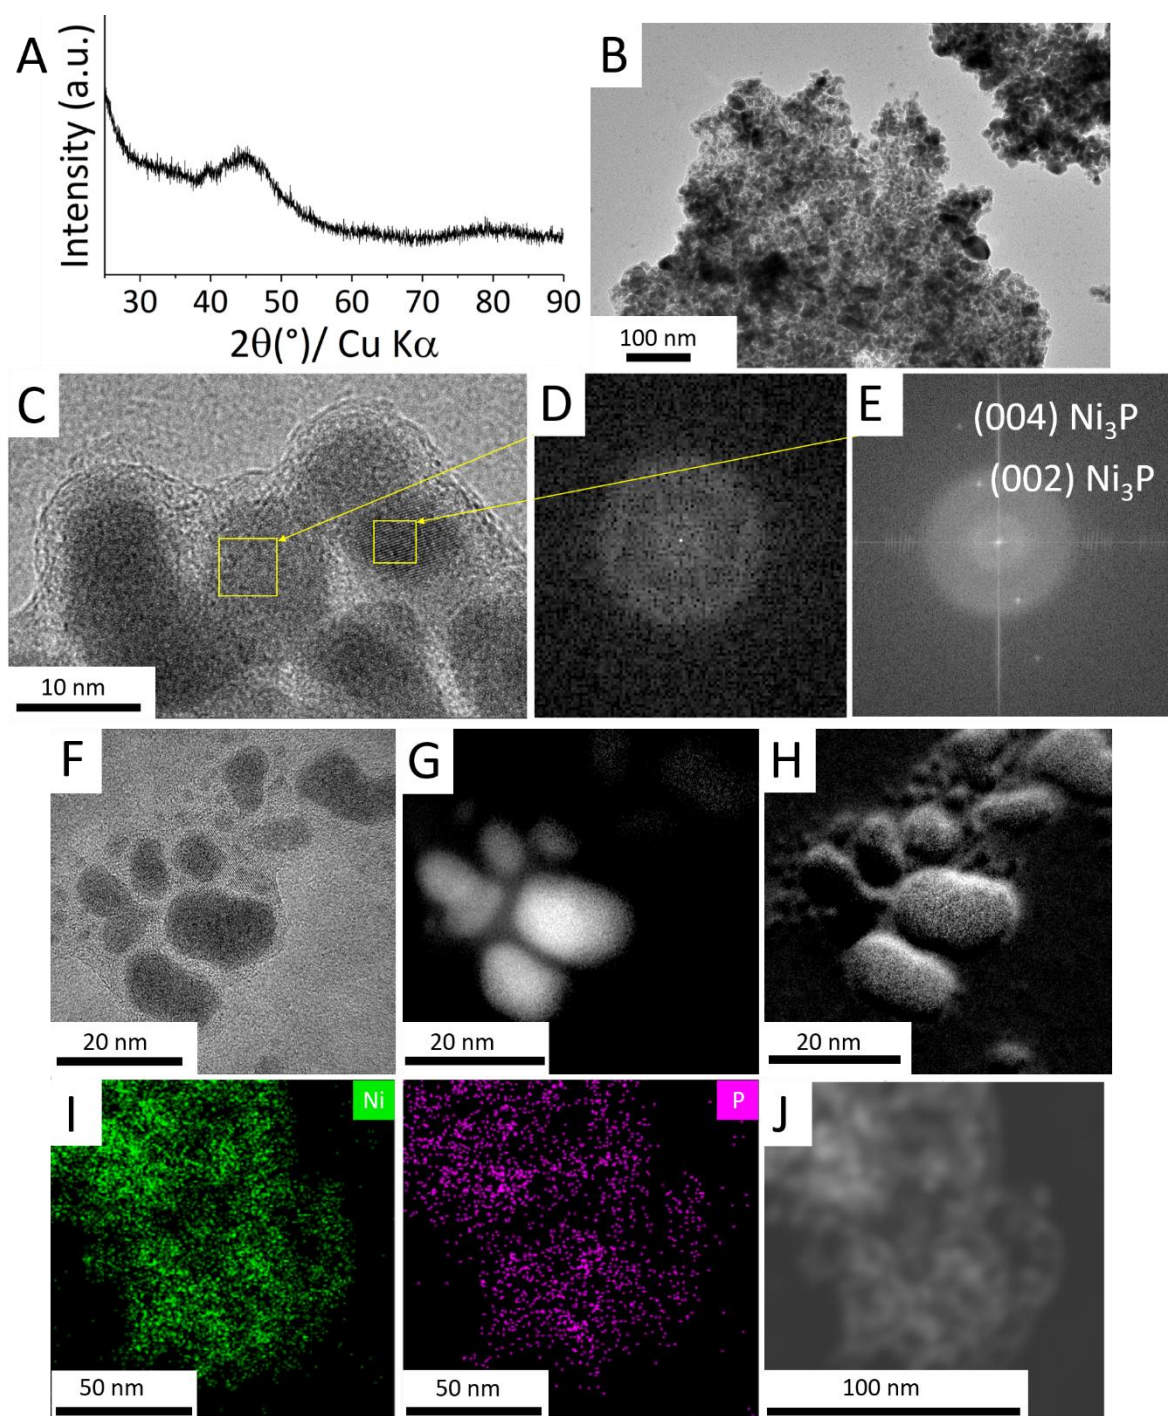 A
Intensity (a.u.)
30 40 50 60 70 80 90
2θ(°)/ Cu Kα
B
100 nm
C
10 nm
D
E
(004) Ni₃P
(002) Ni₃P
F
20 nm
G
20 nm
H
20 nm
I
Ni
50 nm
P
50 nm
J
100 nm